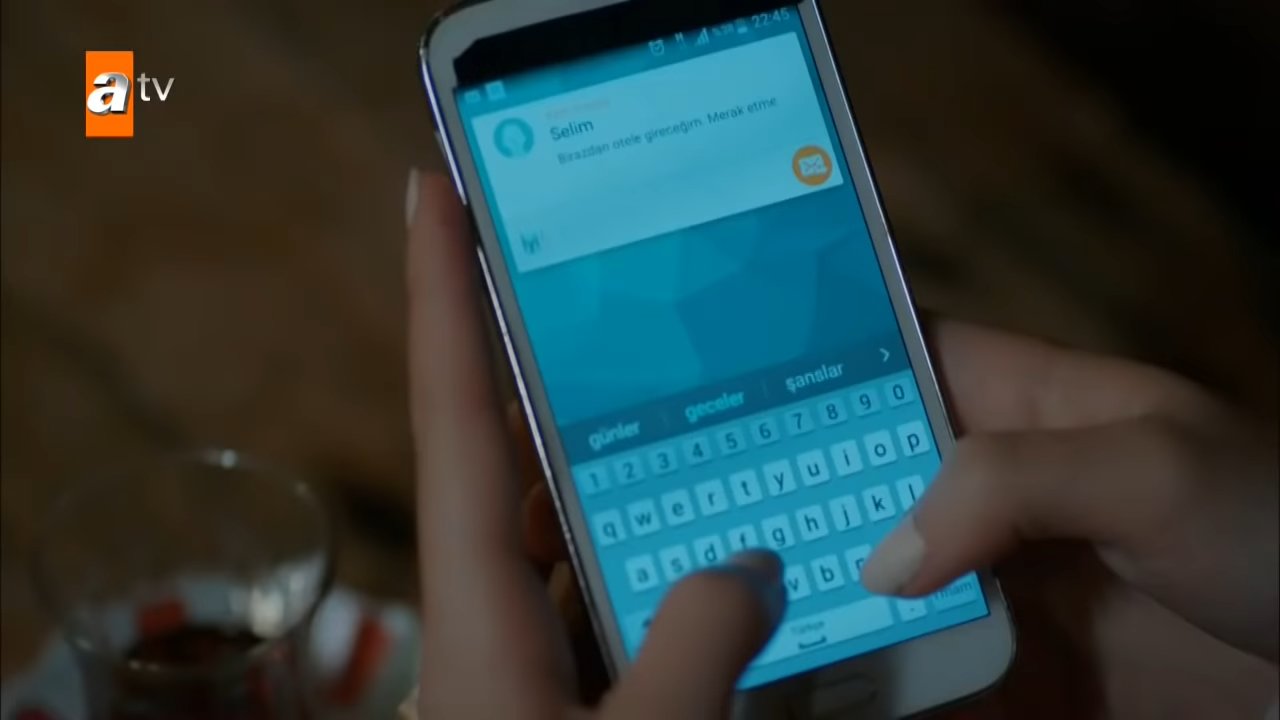 atv
22:45
Selim
Birazdan otele gireceğim. Merak etme
İyi
günler geceler şanslar
1 2 3 4 5 6 7 8 9 0
q w e r t y u i o p
a s d f g h j k l
v b
Türkçe